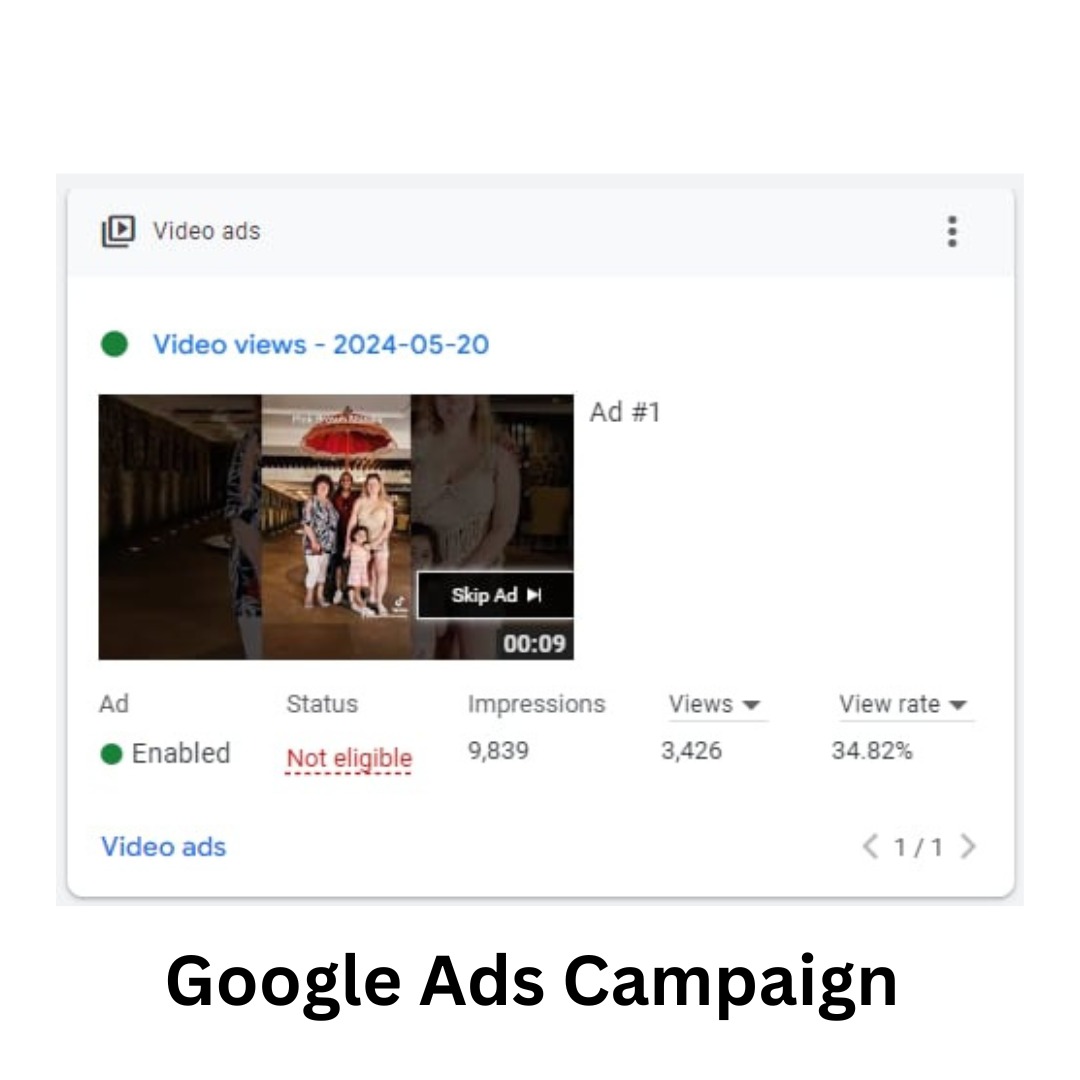 Video ads
Video views - 2024-05-20
Ad #1
Skip Ad
00:09
Ad Status Impressions Views View rate
Enabled Not eligible 9,839 3,426 34.82%
Video ads 1 / 1
Google Ads Campaign